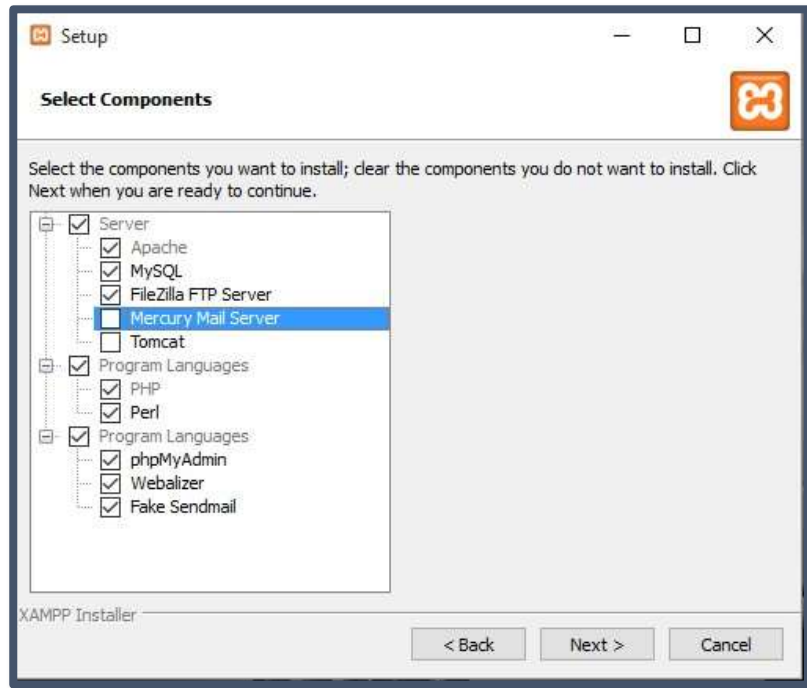 Setup
Select Components
Select the components you want to install; clear the components you do not want to install. Click
Next when you are ready to continue.
Server
Apache
MySQL
FileZilla FTP Server
Mercury Mail Server
Tomcat
Program Languages
PHP
Perl
Program Languages
phpMyAdmin
Webalizer
Fake Sendmail
XAMPP Installer
< Back Next > Cancel